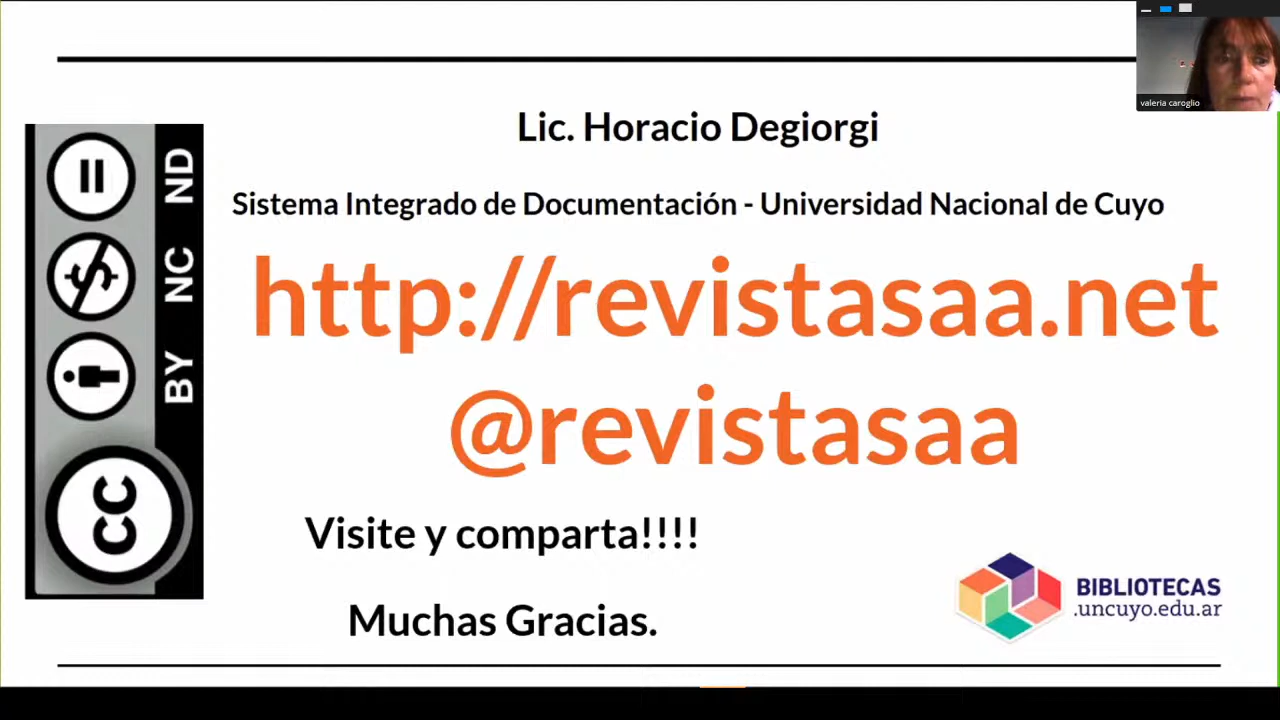 valeria caroglio
Lic. Horacio Degiorgi
Sistema Integrado de Documentación - Universidad Nacional de Cuyo
http://revistasaa.net
@revistasaa
Visite y comparta!!!!
Muchas Gracias.
CC
BY NC ND
BIBLIOTECAS
.uncuyo.edu.ar